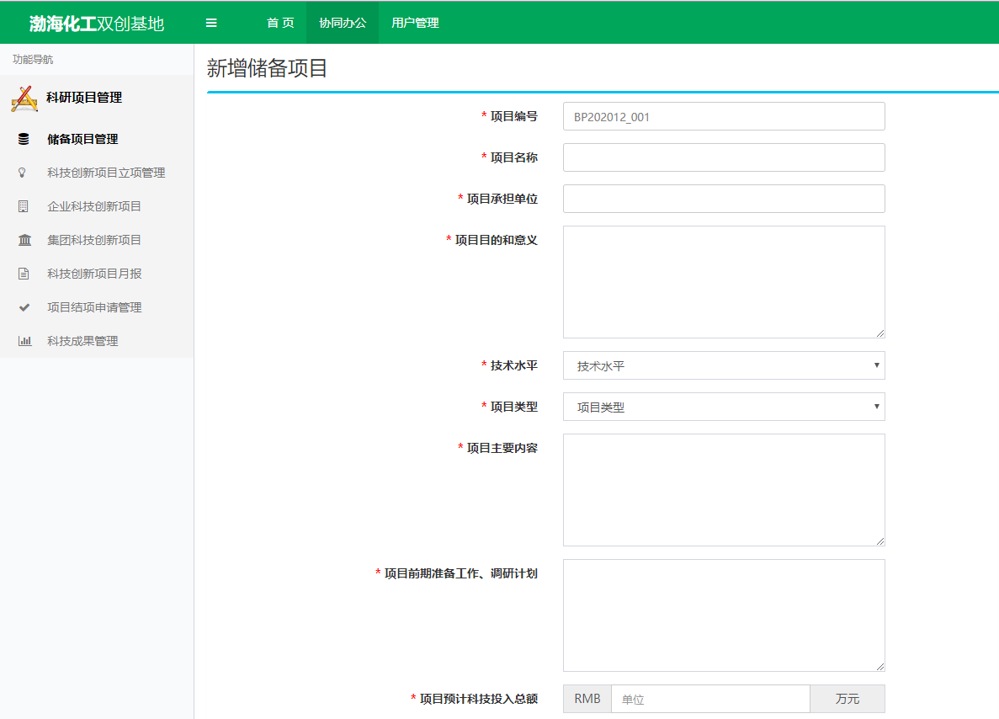 渤海化工双创基地
首 页
协同办公
用户管理
功能导航
科研项目管理
储备项目管理
科技创新项目立项管理
企业科技创新项目
集团科技创新项目
科技创新项目月报
项目结项申请管理
科技成果管理
新增储备项目
* 项目编号
BP202012_001
* 项目名称
* 项目承担单位
* 项目目的和意义
* 技术水平
技术水平
* 项目类型
项目类型
* 项目主要内容
* 项目前期准备工作、调研计划
* 项目预计科技投入总额
RMB
单位
万元